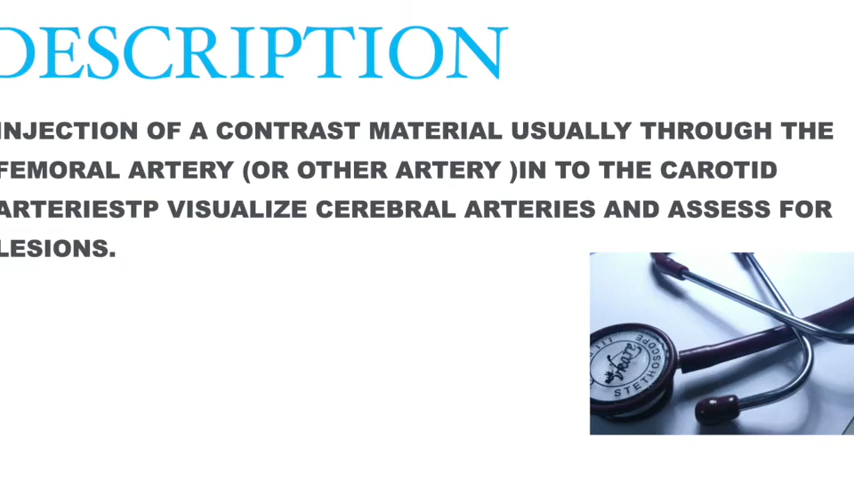 DESCRIPTION
INJECTION OF A CONTRAST MATERIAL USUALLY THROUGH THE
FEMORAL ARTERY (OR OTHER ARTERY )IN TO THE CAROTID
ARTERIESTP VISUALIZE CEREBRAL ARTERIES AND ASSESS FOR
LESIONS.
STETHOSCOPE